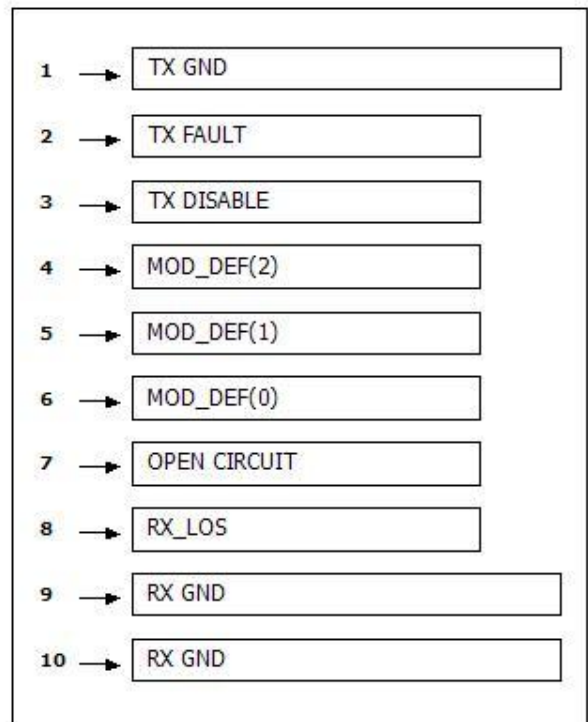 1 TX GND
2 TX FAULT
3 TX DISABLE
4 MOD_DEF(2)
5 MOD_DEF(1)
6 MOD_DEF(0)
7 OPEN CIRCUIT
8 RX_LOS
9 RX GND
10 RX GND